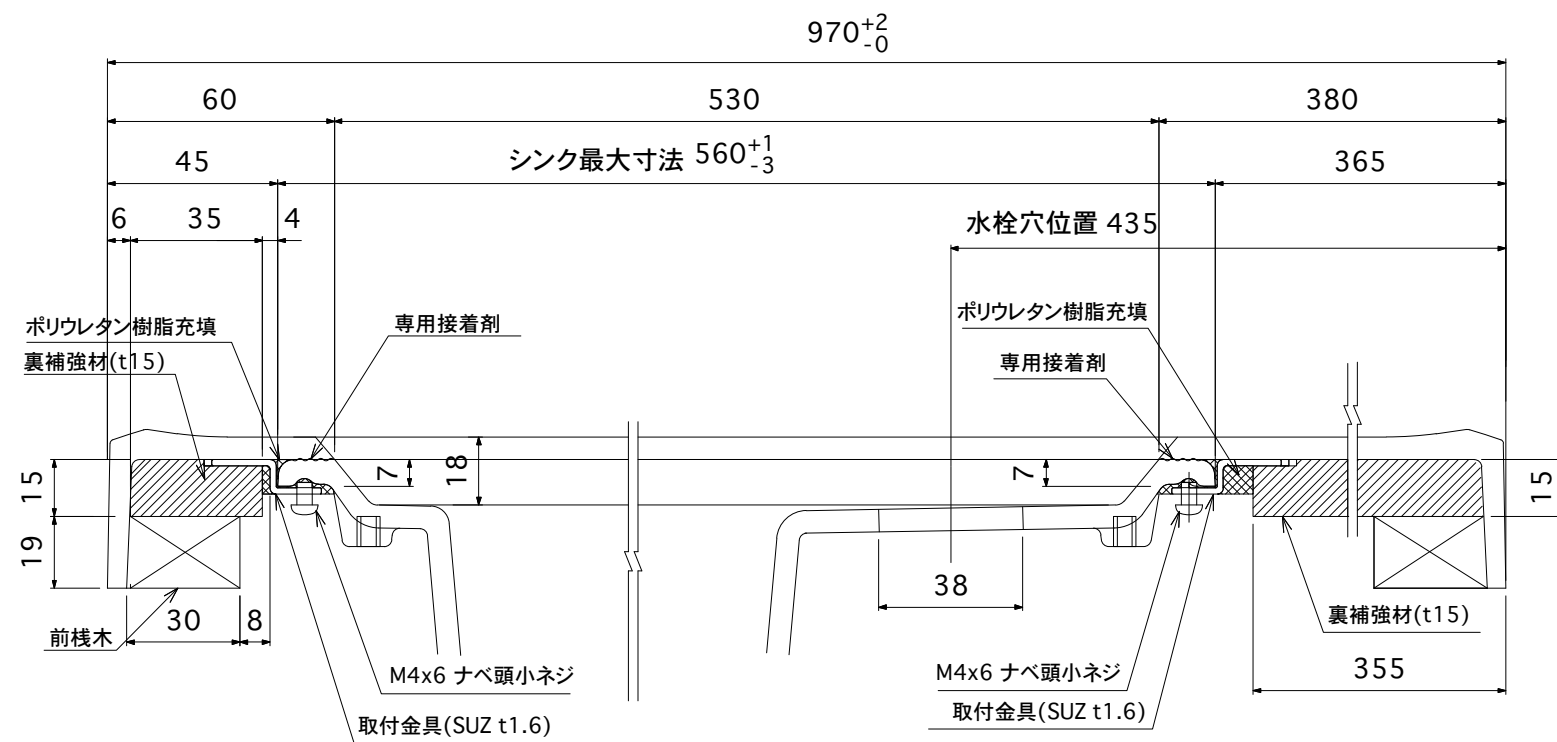 970+2-0
60
530
380
45
シンク最大寸法 560+1-3
365
6
35
4
水栓穴位置 435
ポリウレタン樹脂充填
専用接着剤
ポリウレタン樹脂充填
裏補強材(t15)
専用接着剤
15
7
18
7
15
19
30
8
38
前桟木
裏補強材(t15)
M4x6 ナベ頭小ネジ
M4x6 ナベ頭小ネジ
355
取付金具(SUZ t1.6)
取付金具(SUZ t1.6)